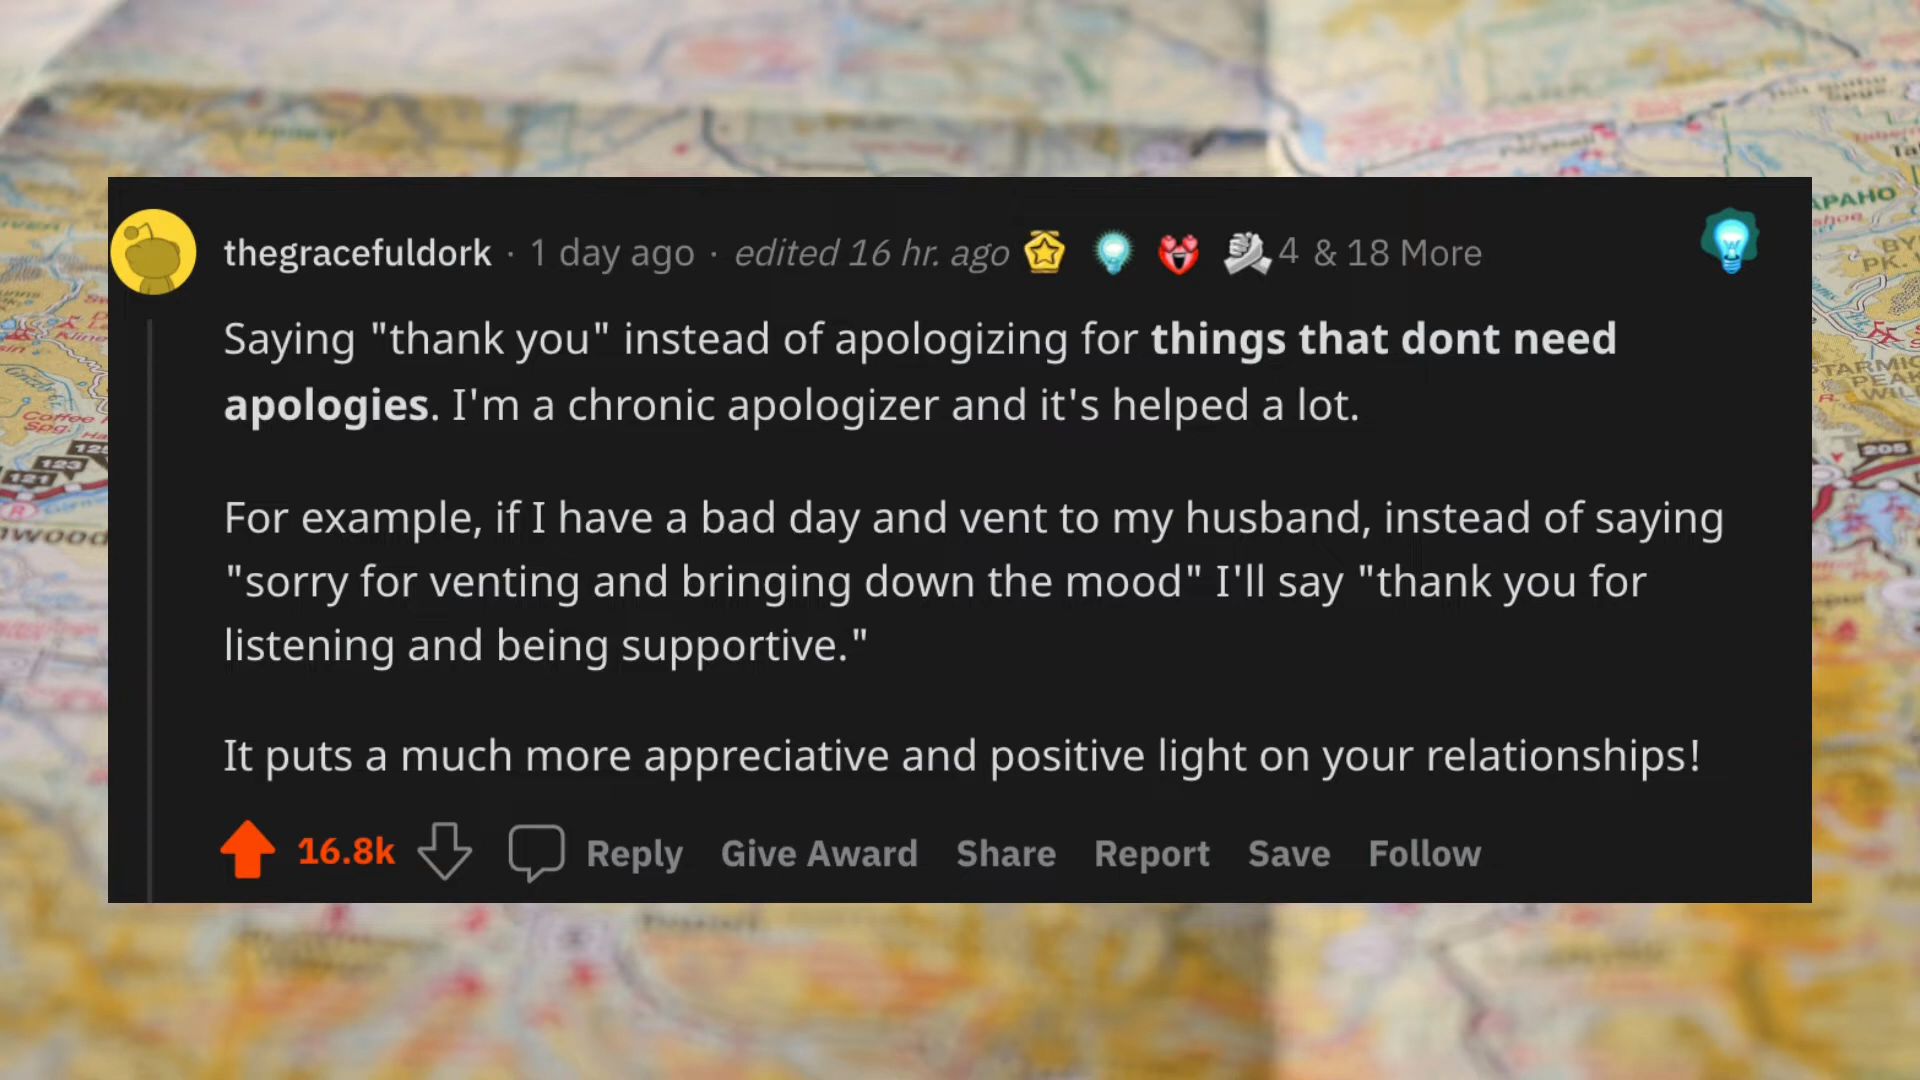 thegracefuldork · 1 day ago · edited 16 hr. ago 4 & 18 More
Saying "thank you" instead of apologizing for things that dont need
apologies. I'm a chronic apologizer and it's helped a lot.
For example, if I have a bad day and vent to my husband, instead of saying
"sorry for venting and bringing down the mood" I'll say "thank you for
listening and being supportive."
It puts a much more appreciative and positive light on your relationships!
16.8k Reply Give Award Share Report Save Follow
123
121
205